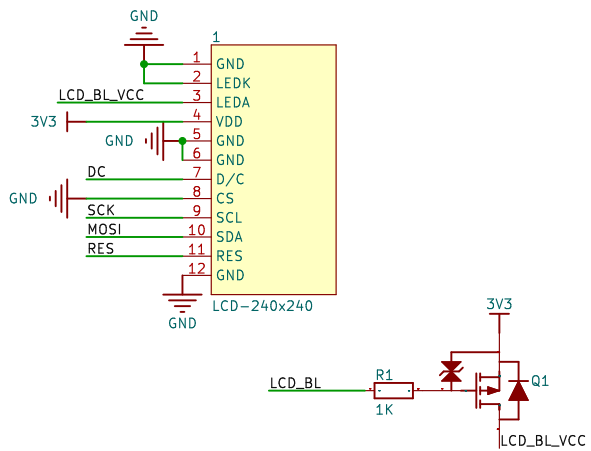 GND
1
1 GND
2 LEDK
LCD_BL_VCC 3 LEDA
3V3 4 VDD
GND 5 GND
6 GND
DC 7 D/C
GND 8 CS
SCK 9 SCL
MOSI 10 SDA
RES 11 RES
12 GND
LCD-240x240
GND
3V3
LCD_BL R1 Q1
1K
LCD_BL_VCC